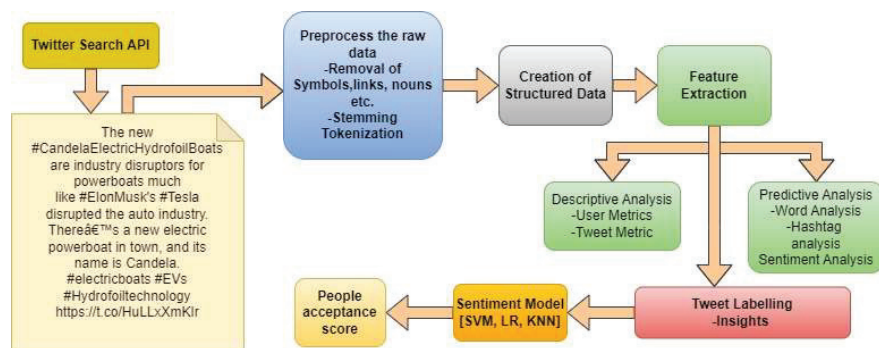 Twitter Search API
The new
#CandelaElectricHydrofoilBoats
are industry disruptors for
powerboats much
like #ElonMusk's #Tesla
disrupted the auto industry.
Thereâ€™s a new electric
powerboat in town, and its
name is Candela.
#electricboats #EVs
#Hydrofoiltechnology
https://t.co/HuLLxXmKlr
Preprocess the raw
data
-Removal of
Symbols,links, nouns
etc.
-Stemming
Tokenization
Creation of
Structured Data
Feature
Extraction
Descriptive Analysis
-User Metrics
-Tweet Metric
Predictive Analysis
-Word Analysis
-Hashtag
analysis
Sentiment Analysis
Tweet Labelling
-Insights
Sentiment Model
[SVM, LR, KNN]
People
acceptance
score